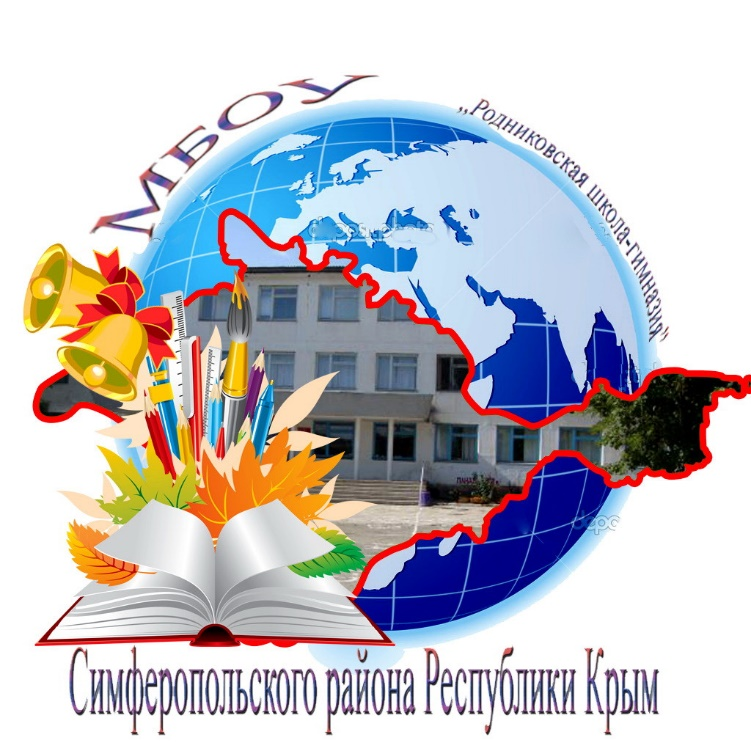 МБОУ
„Родниковская школа-гимназия"
Симферопольского района Республики Крым